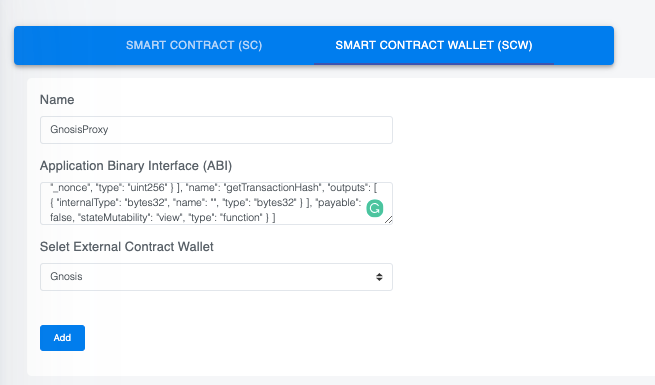 SMART CONTRACT (SC) SMART CONTRACT WALLET (SCW)
Name
GnosisProxy
Application Binary Interface (ABI)
"_nonce", "type": "uint256" } ], "name": "getTransactionHash", "outputs": [
{ "internalType": "bytes32", "name": "", "type": "bytes32" } ], "payable":
false, "stateMutability": "view", "type": "function" } ]
Selet External Contract Wallet
Gnosis
Add